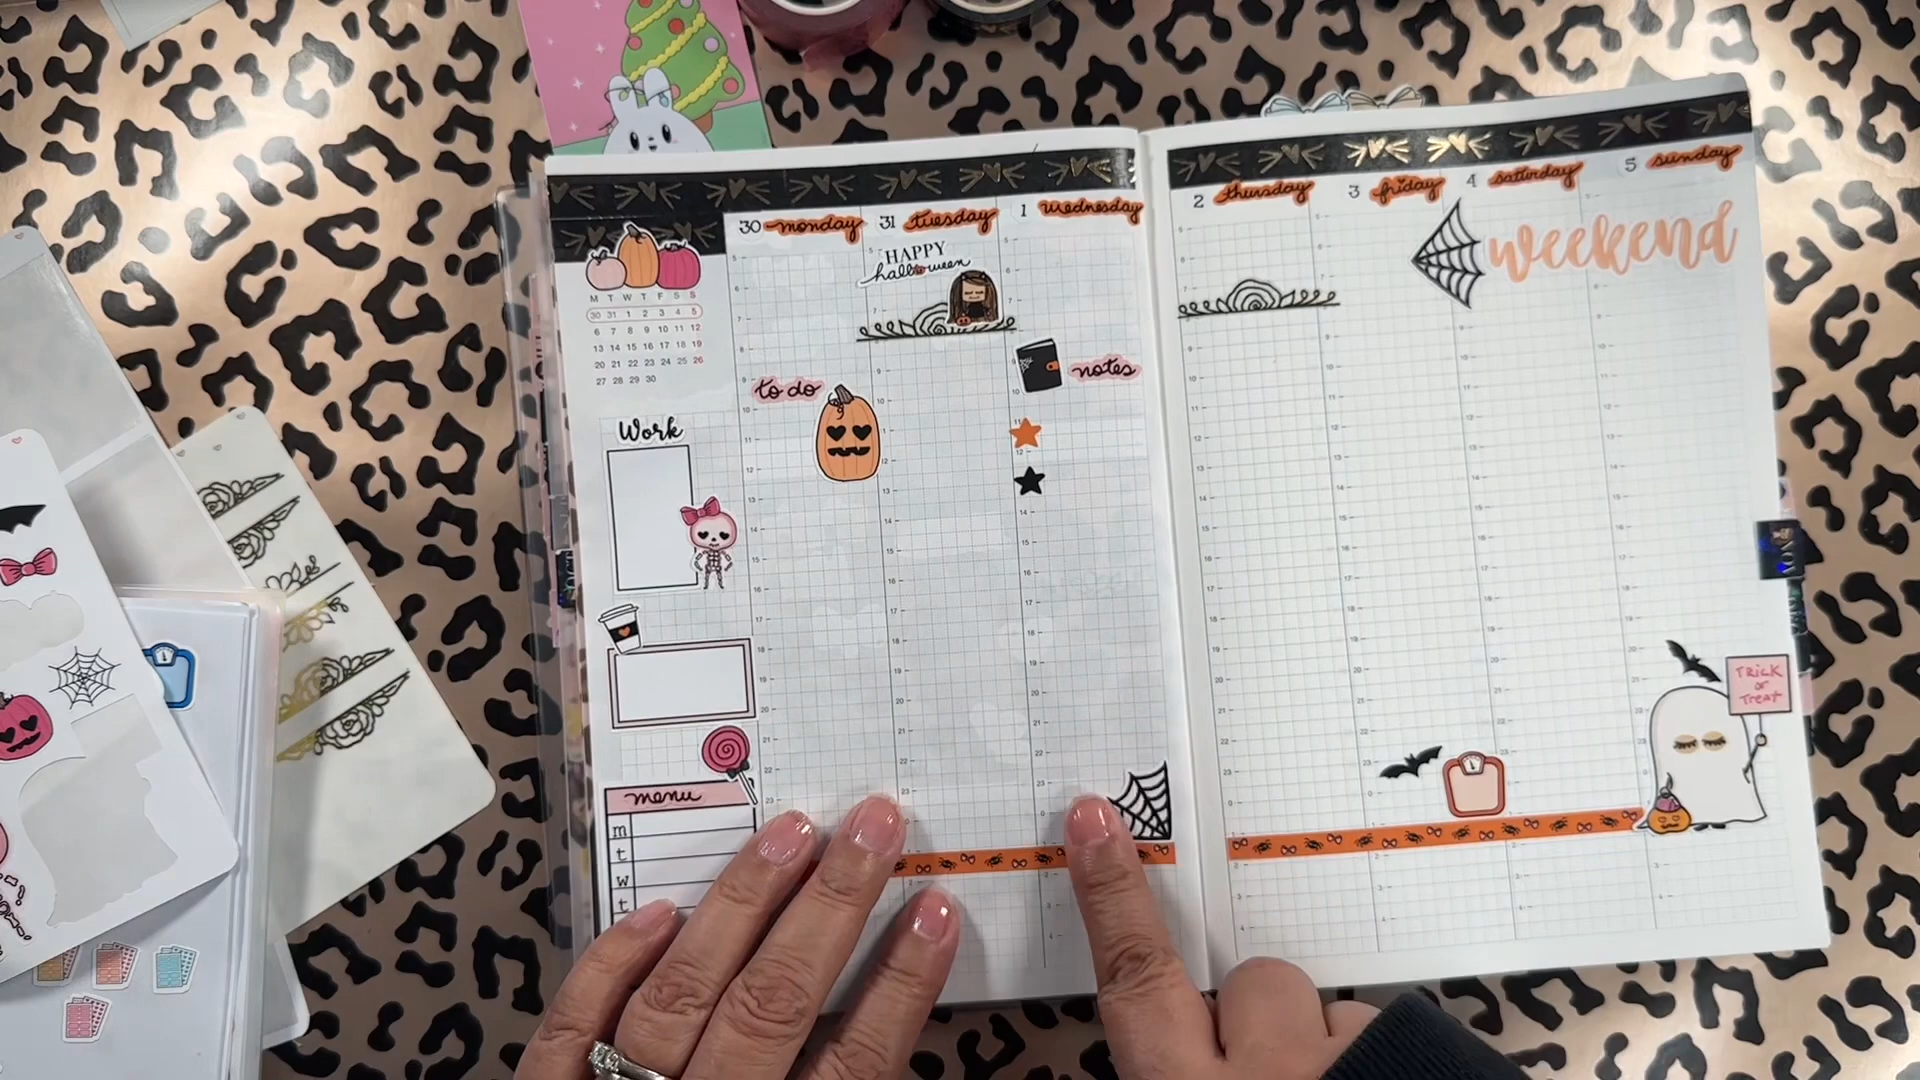 30 monday
31 tuesday
1 wednesday
2 thursday
3 friday
4 saturday
5 sunday
HAPPY
halloween
weekend
M T W T F S S
30 31 1 2 3 4 5
6 7 8 9 10 11 12
13 14 15 16 17 18 19
20 21 22 23 24 25 26
27 28 29 30
to do
notes
Work
menu
m
t
w
t
TRICK
or
TREAT
NOV